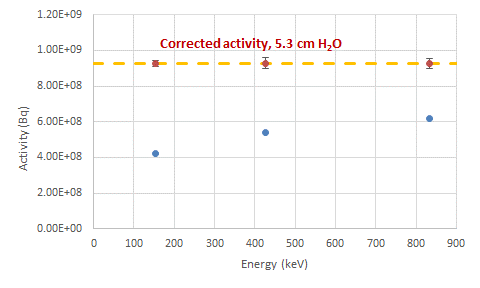 1.20E+09
1.00E+09
8.00E+08
6.00E+08
4.00E+08
2.00E+08
0.00E+00
Activity (Bq)
Corrected activity, 5.3 cm H₂O
0 100 200 300 400 500 600 700 800 900
Energy (keV)